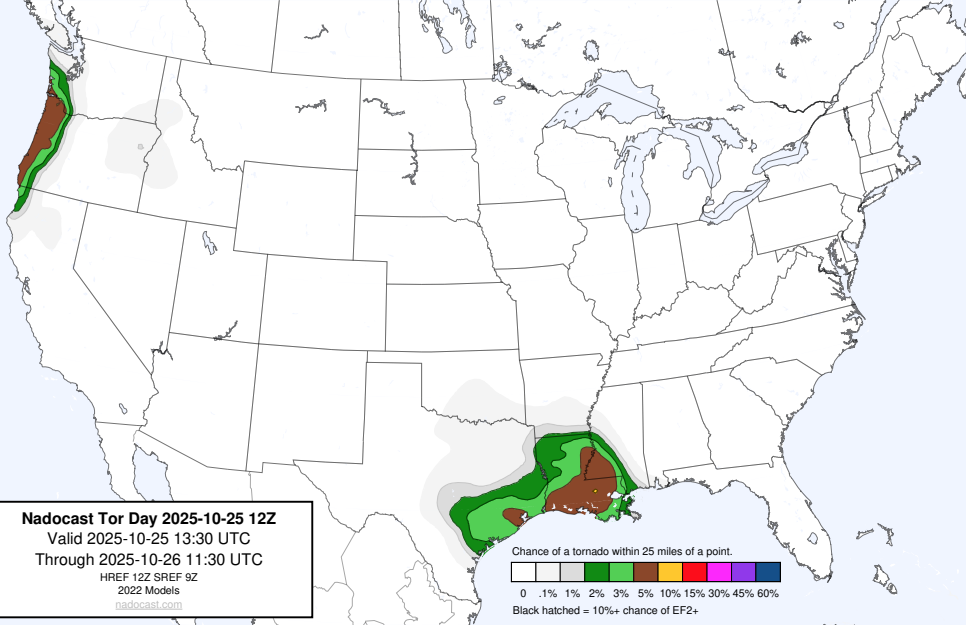 Nadocast Tor Day 2025-10-25 12Z
Valid 2025-10-25 13:30 UTC
Through 2025-10-26 11:30 UTC
HREF 12Z SREF 9Z
2022 Models
nadocast.com
Chance of a tornado within 25 miles of a point.
0 .1% 1% 2% 3% 5% 10% 15% 30% 45% 60%
Black hatched = 10%+ chance of EF2+